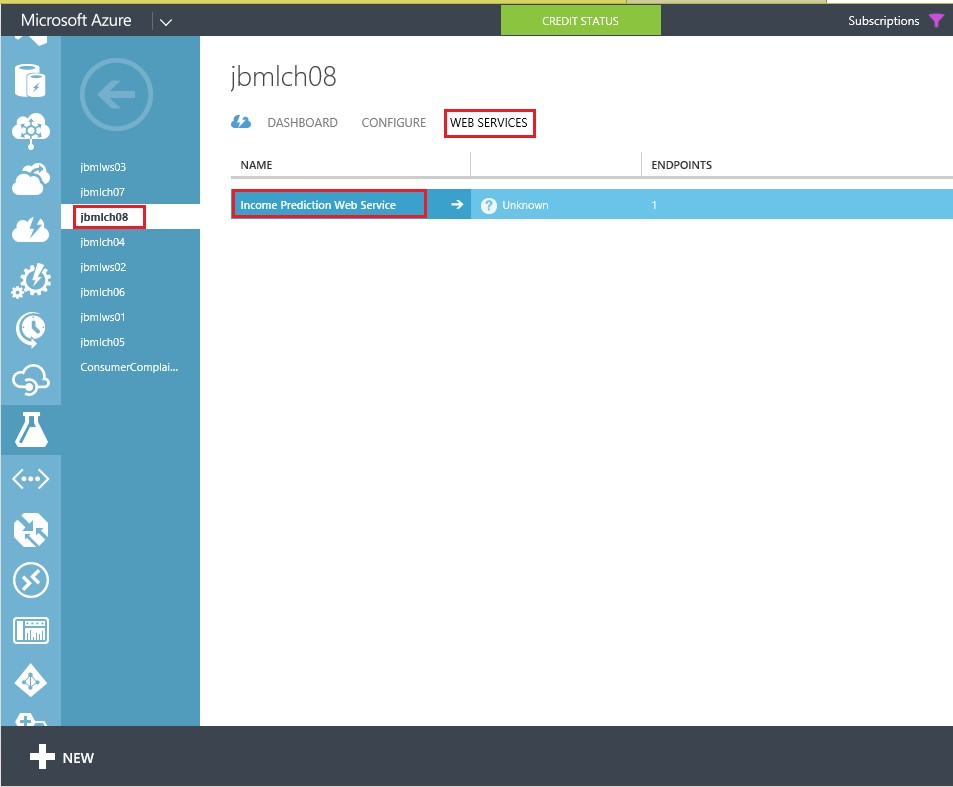 Microsoft Azure
CREDIT STATUS
Subscriptions
jbmlws03
jbmlch07
jbmlch08
jbmlch04
jbmlws02
jbmlch06
jbmlws01
jbmlch05
ConsumerComplai...
jbmlch08
DASHBOARD CONFIGURE WEB SERVICES
NAME ENDPOINTS
Income Prediction Web Service → ? Unknown 1
NEW